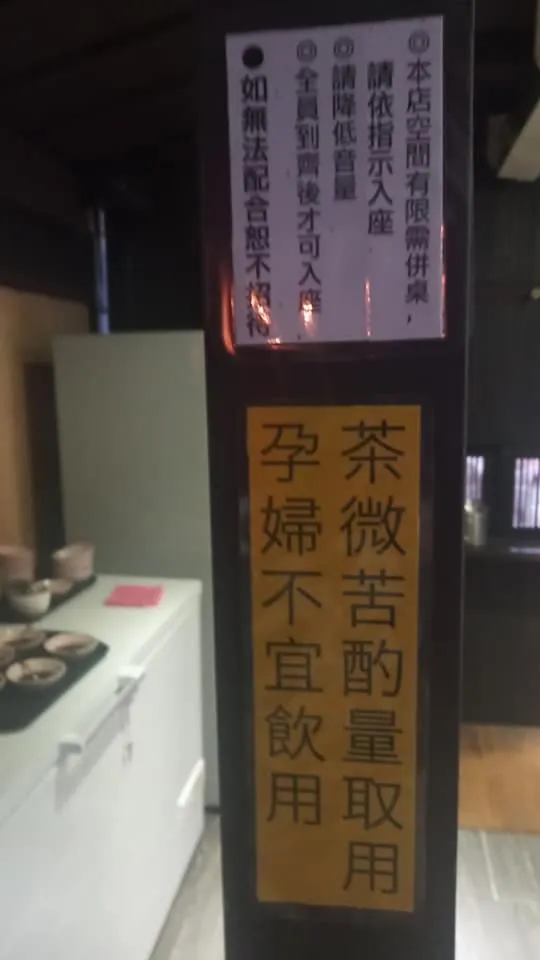 ◎本店空間有限需併桌，
請依指示入座
◎請降低音量
◎全員到齊後才可入座
●如無法配合恕不招待
茶微苦酌量取用
孕婦不宜飲用